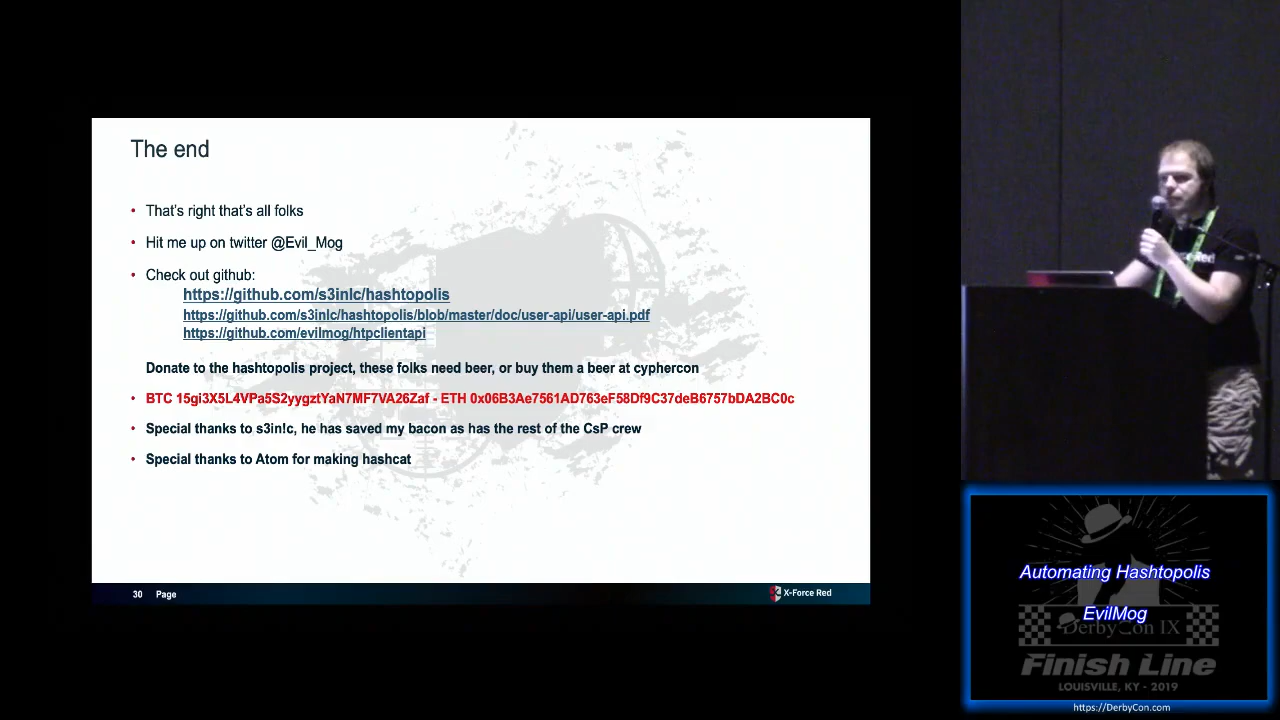 The end
• That's right that's all folks
• Hit me up on twitter @Evil_Mog
• Check out github:
https://github.com/s3inlc/hashtopolis
https://github.com/s3inlc/hashtopolis/blob/master/doc/user-api/user-api.pdf
https://github.com/evilmog/htpclientapi
Donate to the hashtopolis project, these folks need beer, or buy them a beer at cyphercon
• BTC 15gi3X5L4VPa5S2yygztYaN7MF7VA26Zaf - ETH 0x06B3Ae7561AD763eF58Df9C37deB6757bDA2BC0c
• Special thanks to s3in!c, he has saved my bacon as has the rest of the CsP crew
• Special thanks to Atom for making hashcat
30 Page
X-Force Red
Automating Hashtopolis
EvilMog
DerbyCon IX
Finish Line
LOUISVILLE, KY - 2019
https://DerbyCon.com